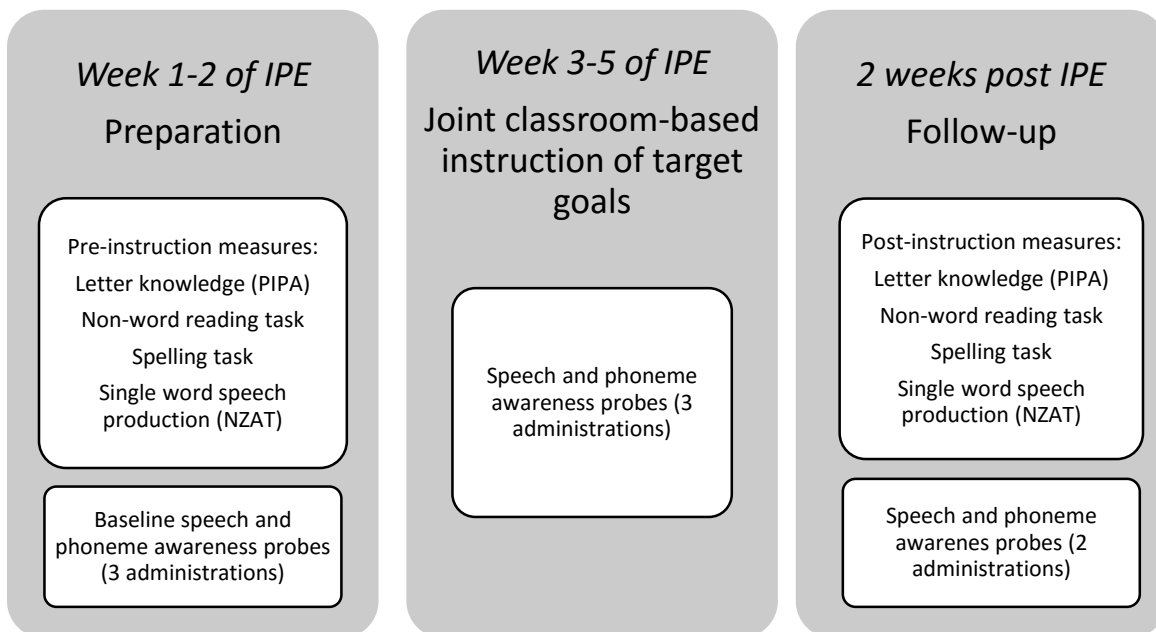 Week 1-2 of IPE
Preparation
Pre-instruction measures:
Letter knowledge (PIPA)
Non-word reading task
Spelling task
Single word speech
production (NZAT)
Baseline speech and
phoneme awareness probes
(3 administrations)
Week 3-5 of IPE
Joint classroom-based
instruction of target
goals
Speech and phoneme
awareness probes (3
administrations)
2 weeks post IPE
Follow-up
Post-instruction measures:
Letter knowledge (PIPA)
Non-word reading task
Spelling task
Single word speech
production (NZAT)
Speech and phoneme
awarenes probes (2
administrations)